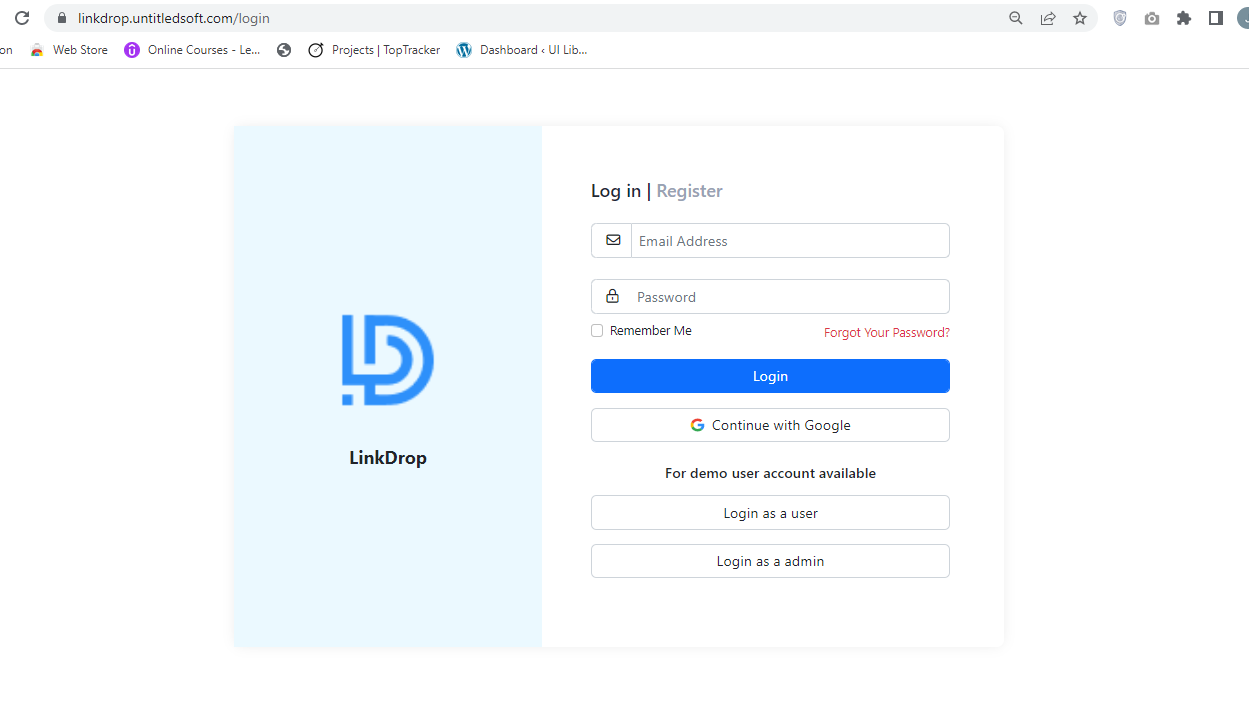 linkdrop.untitledsoft.com/login
on Web Store Online Courses - Le... Projects | TopTracker Dashboard ‹ UI Lib...
Log in | Register
Email Address
Password
Remember Me Forgot Your Password?
Login
Continue with Google
LinkDrop
For demo user account available
Login as a user
Login as a admin